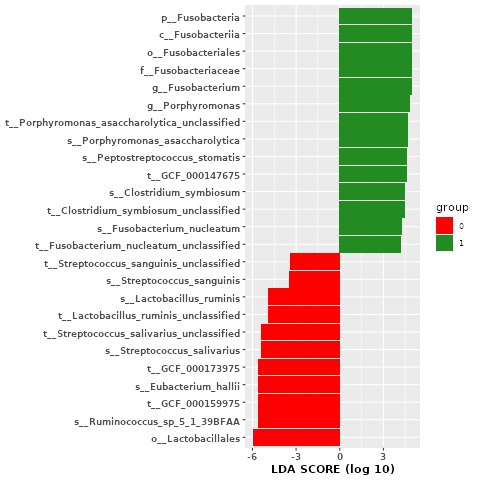 p__Fusobacteria
c__Fusobacteriia
o__Fusobacteriales
f__Fusobacteriaceae
g__Fusobacterium
g__Porphyromonas
t__Porphyromonas_asaccharolytica_unclassified
s__Porphyromonas_asaccharolytica
s__Peptostreptococcus_stomatis
t__GCF_000147675
s__Clostridium_symbiosum
t__Clostridium_symbiosum_unclassified
s__Fusobacterium_nucleatum
t__Fusobacterium_nucleatum_unclassified
t__Streptococcus_sanguinis_unclassified
s__Streptococcus_sanguinis
s__Lactobacillus_ruminis
t__Lactobacillus_ruminis_unclassified
t__Streptococcus_salivarius_unclassified
s__Streptococcus_salivarius
t__GCF_000173975
s__Eubacterium_hallii
t__GCF_000159975
s__Ruminococcus_sp_5_1_39BFAA
o__Lactobacillales
-6 -3 0 3
LDA SCORE (log 10)
group
0
1